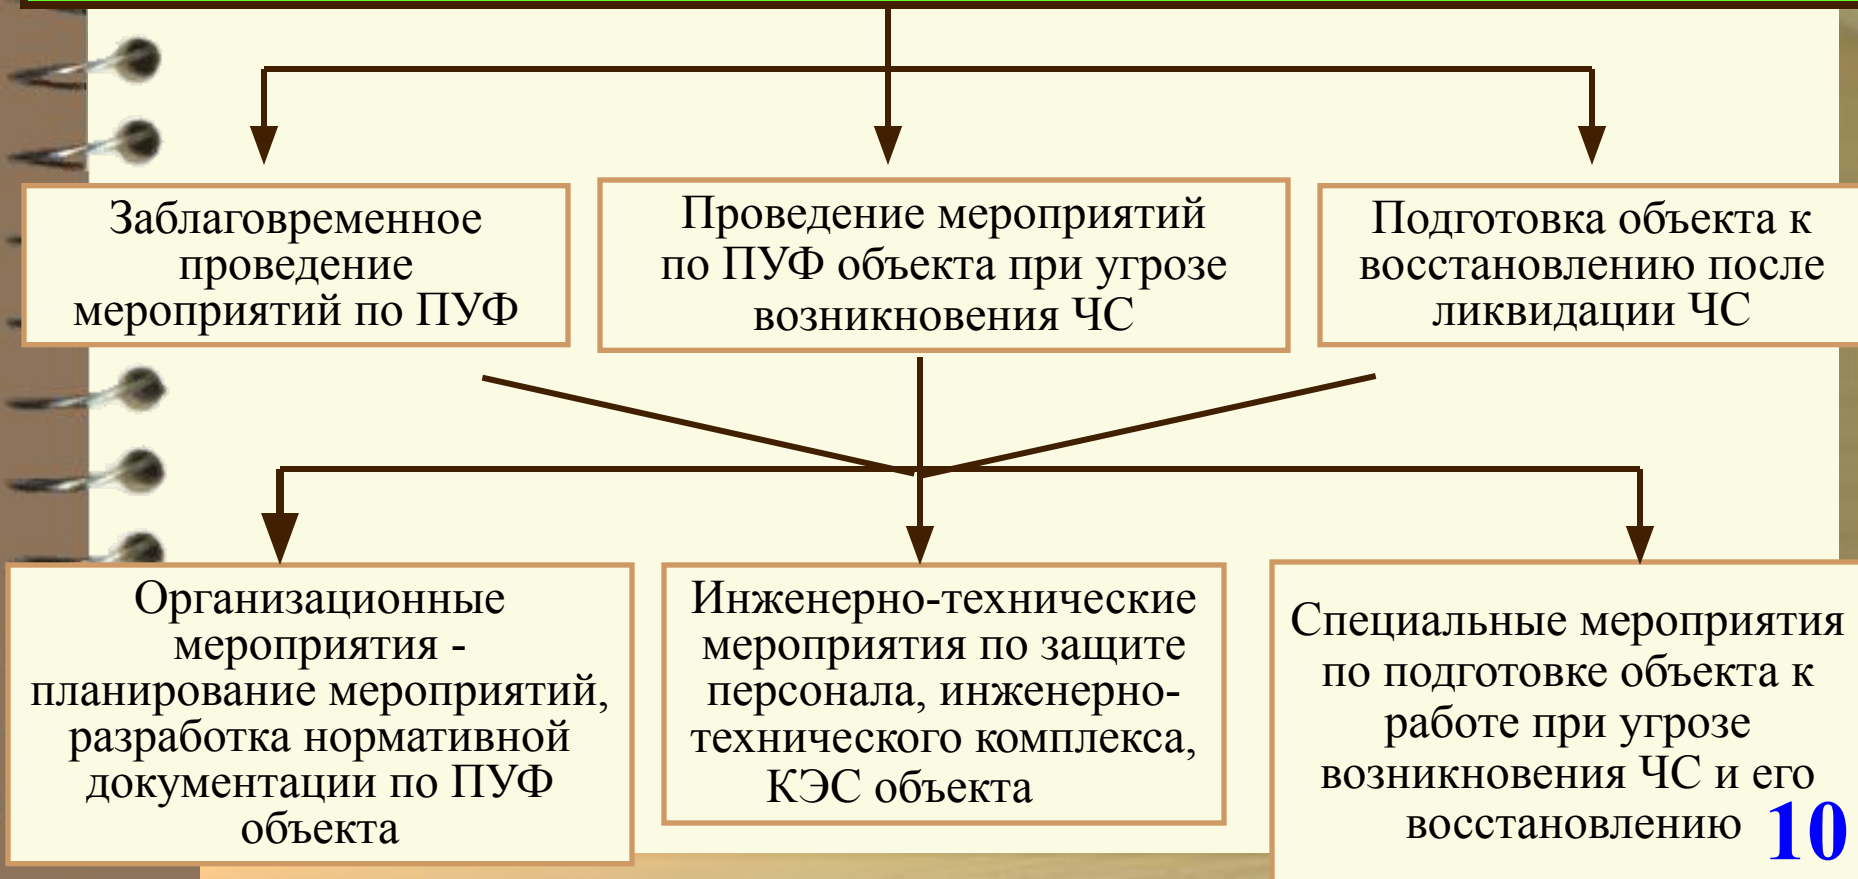 Заблаговременное
проведение
мероприятий по ПУФ
Проведение мероприятий
по ПУФ объекта при угрозе
возникновения ЧС
Подготовка объекта к
восстановлению после
ликвидации ЧС
Организационные
мероприятия -
планирование мероприятий,
разработка нормативной
документации по ПУФ
объекта
Инженерно-технические
мероприятия по защите
персонала, инженерно-
технического комплекса,
КЭС объекта
Специальные мероприятия
по подготовке объекта к
работе при угрозе
возникновения ЧС и его
восстановлению
10